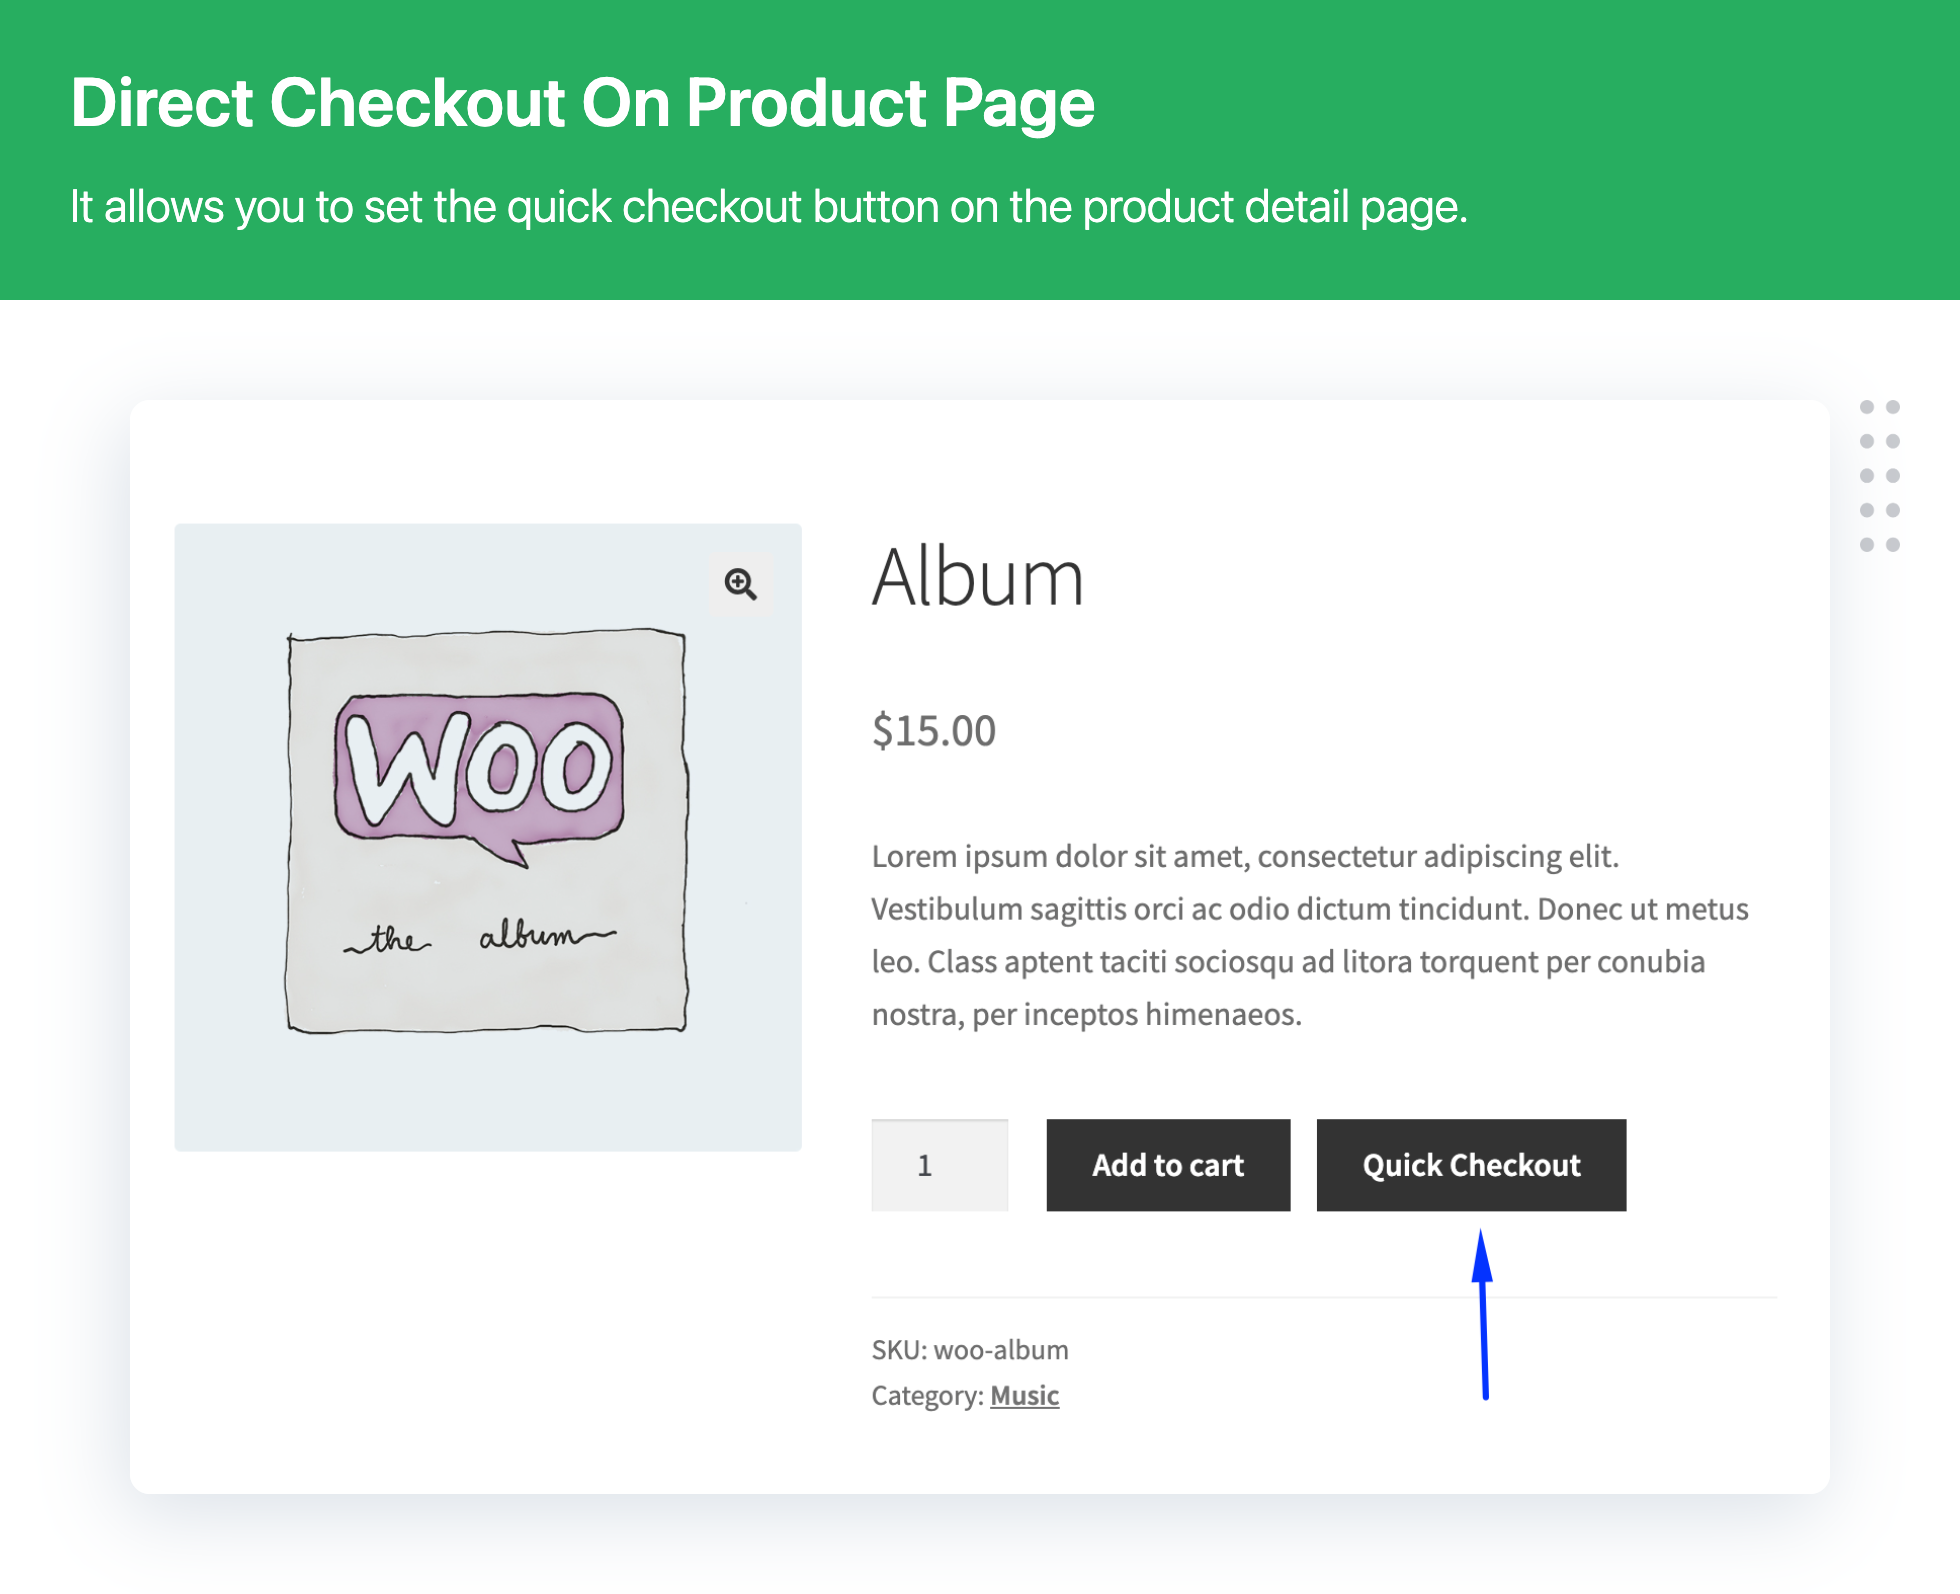 Direct Checkout On Product Page
It allows you to set the quick checkout button on the product detail page.
WOO
the album
Album
$15.00
Lorem ipsum dolor sit amet, consectetur adipiscing elit.
Vestibulum sagittis orci ac odio dictum tincidunt. Donec ut metus
leo. Class aptent taciti sociosqu ad litora torquent per conubia
nostra, per inceptos himenaeos.
1 Add to cart Quick Checkout
SKU: woo-album
Category: Music